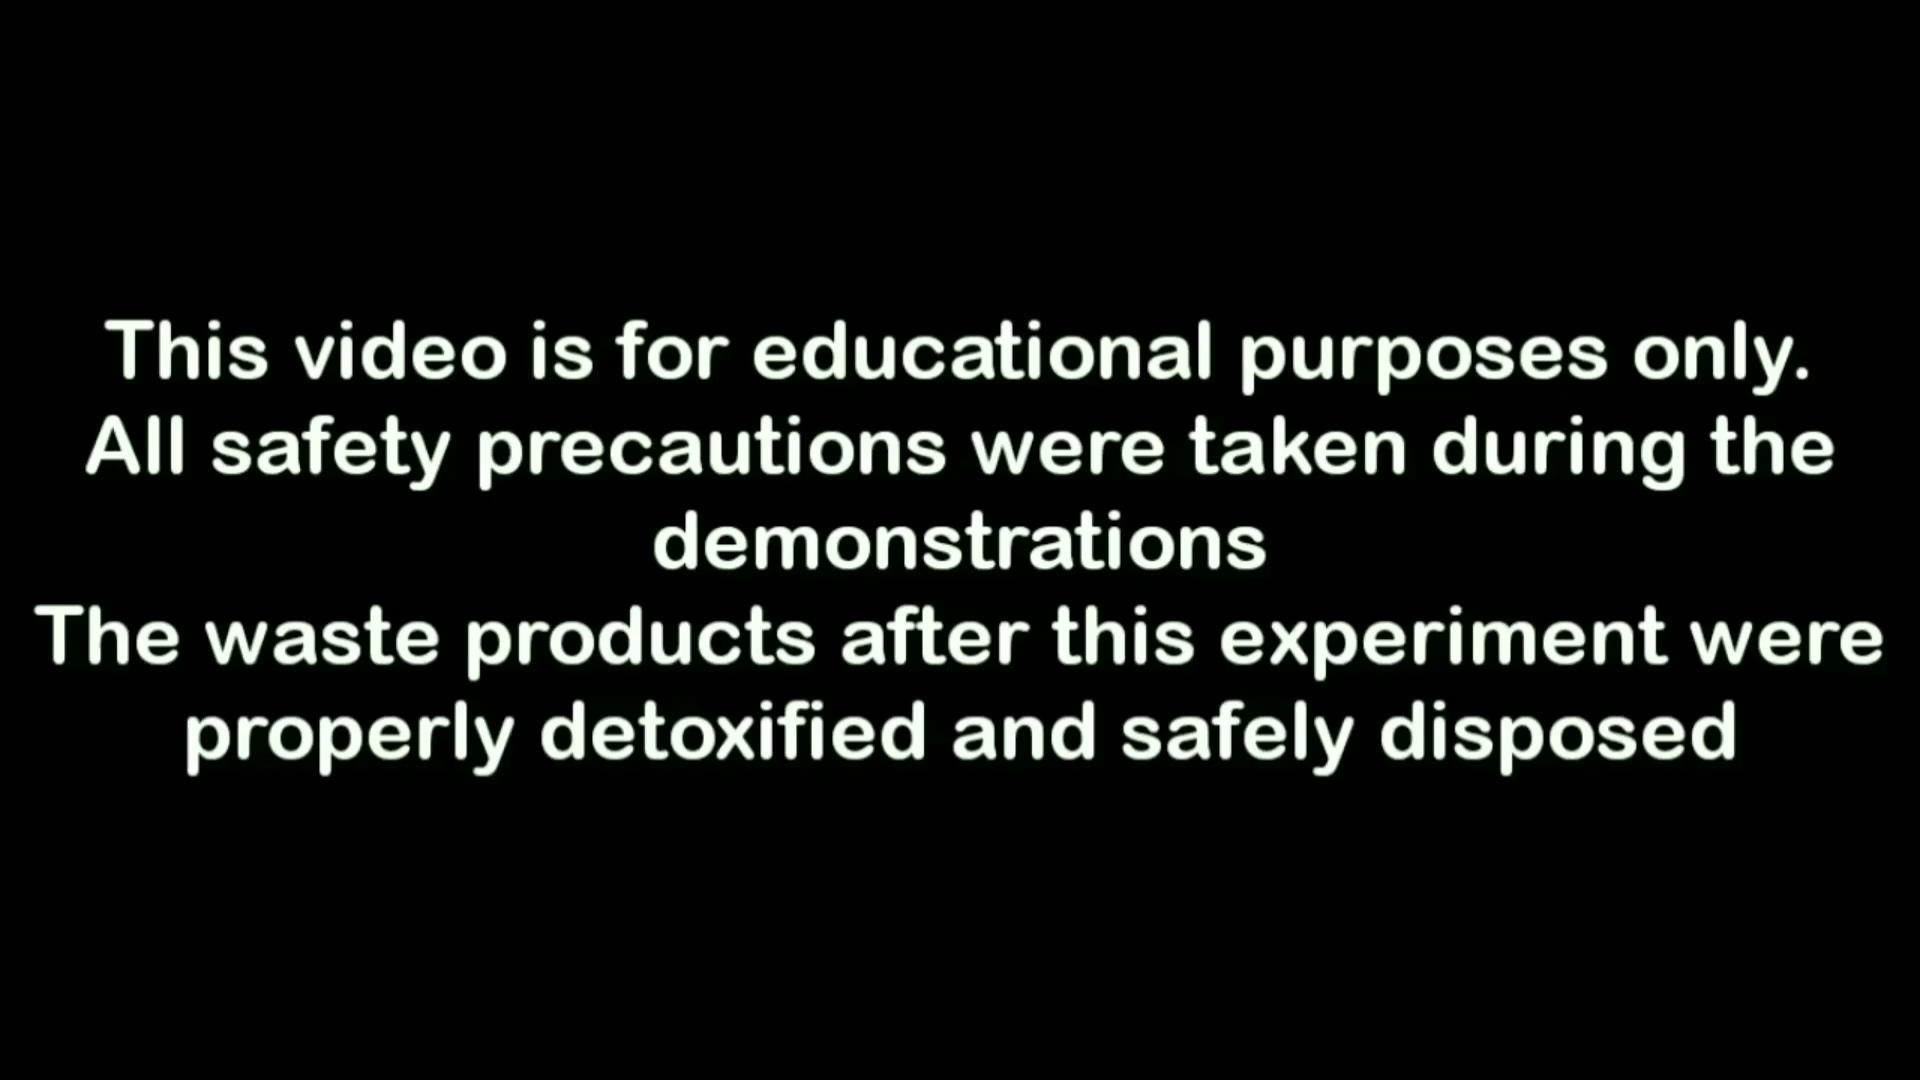 This video is for educational purposes only.
All safety precautions were taken during the
demonstrations
The waste products after this experiment were
properly detoxified and safely disposed